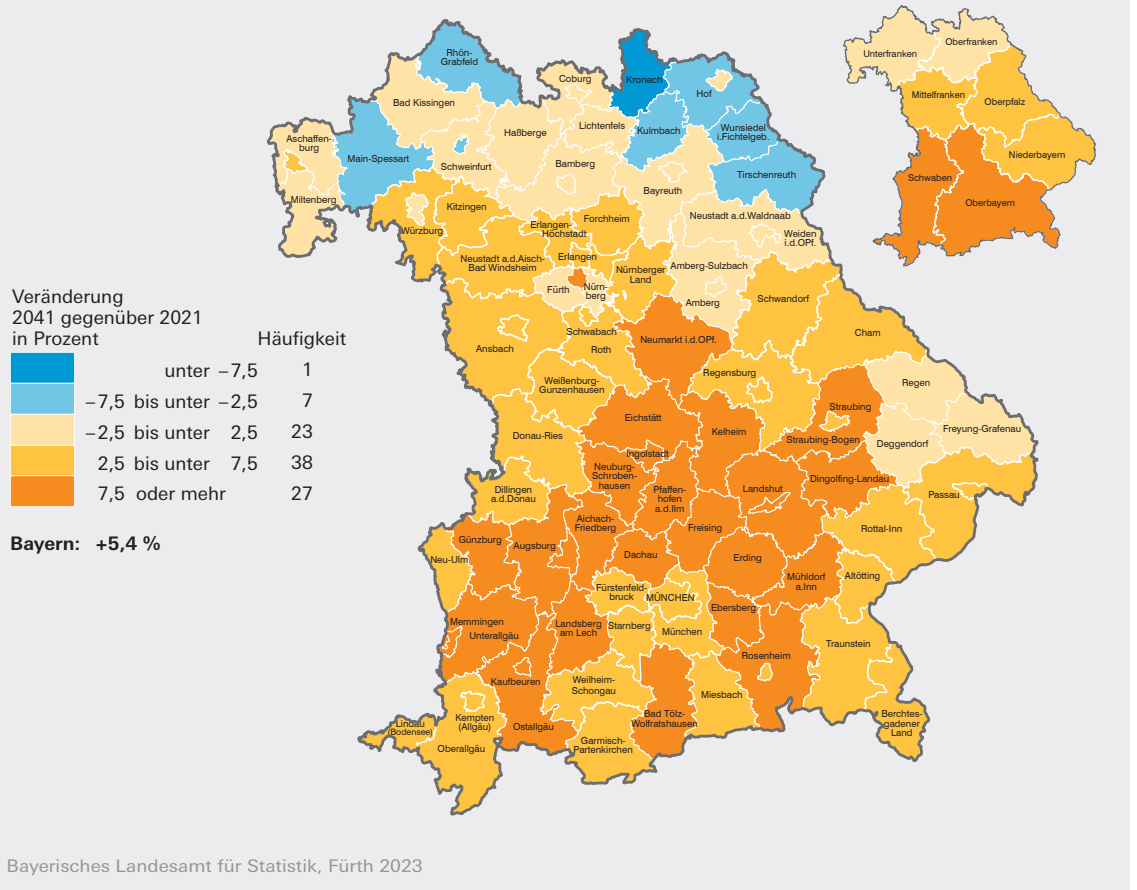 Rhön-
Grabfeld
Coburg
Kronach
Hof
Bad Kissingen
Lichtenfels
Kulmbach
Wunsiedel
i.Fichtelgeb.
Haßberge
Aschaffen-
burg
Main-Spessart
Schweinfurt
Bamberg
Tirschenreuth
Bayreuth
Miltenberg
Kitzingen
Würzburg
Erlangen-
Höchstadt
Forchheim
Neustadt a.d.Waldnaab
Weiden
i.d.OPf.
Neustadt a.d.Aisch-
Bad Windsheim
Erlangen
Nürnberger
Land
Amberg-Sulzbach
Fürth
Nürn-
berg
Amberg
Schwandorf
Schwabach
Roth
Ansbach
Neumarkt i.d.OPf.
Cham
Weißenburg-
Gunzenhausen
Regensburg
Regen
Straubing
Eichstätt
Kelheim
Freyung-Grafenau
Donau-Ries
Straubing-Bogen
Deggendorf
Ingolstadt
Neuburg-
Schroben-
hausen
Dingolfing-Landau
Landshut
Pfaffen-
hofen
a.d.Ilm
Dillingen
a.d.Donau
Passau
Aichach-
Friedberg
Freising
Rottal-Inn
Günzburg
Augsburg
Dachau
Erding
Neu-Ulm
Mühldorf
a.Inn
Altötting
Fürstenfeld-
bruck
MÜNCHEN
Ebersberg
Memmingen
Unterallgäu
Landsberg
am Lech
Starnberg
München
Traunstein
Rosenheim
Kaufbeuren
Weilheim-
Schongau
Miesbach
Bad Tölz-
Wolfratshausen
Berchtes-
gadener
Land
Lindau
(Bodensee)
Kempten
(Allgäu)
Ostallgäu
Oberallgäu
Garmisch-
Partenkirchen
Unterfranken
Oberfranken
Mittelfranken
Oberpfalz
Niederbayern
Schwaben
Oberbayern
Veränderung
2041 gegenüber 2021
in Prozent Häufigkeit
unter −7,5 1
−7,5 bis unter −2,5 7
−2,5 bis unter 2,5 23
2,5 bis unter 7,5 38
7,5 oder mehr 27
Bayern: +5,4 %
Bayerisches Landesamt für Statistik, Fürth 2023